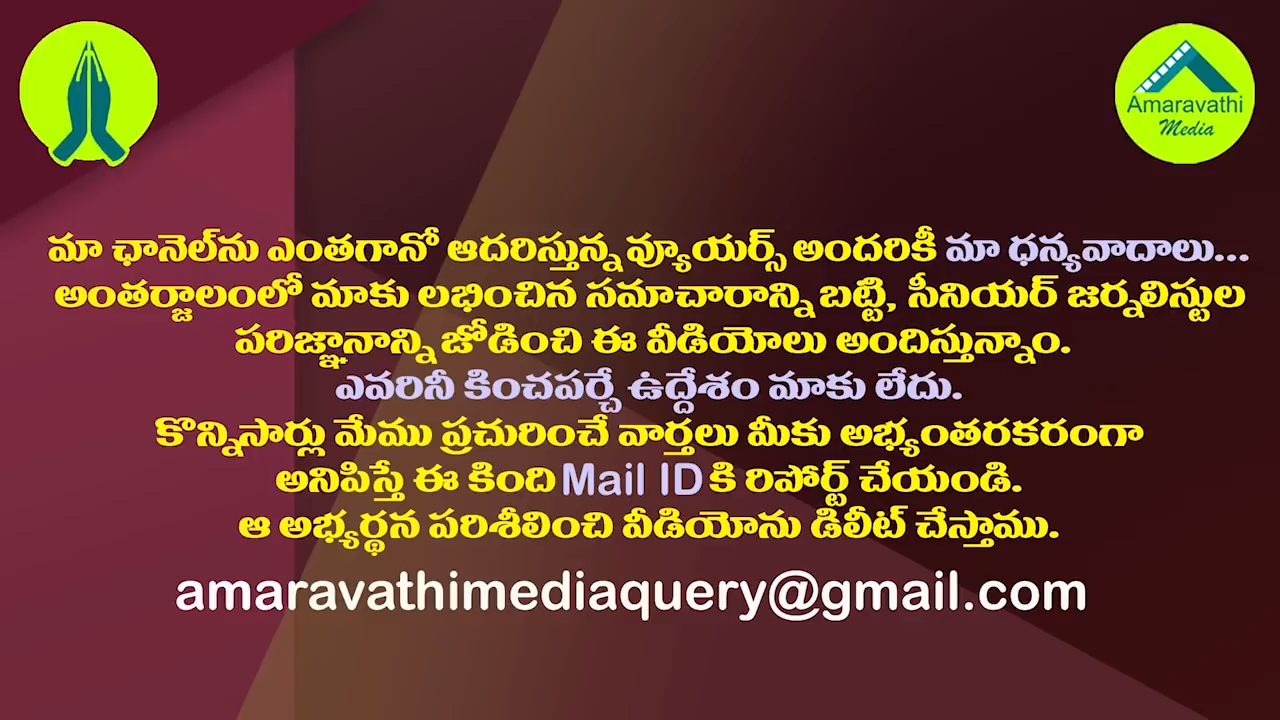 Amaravathi
Media
మా ఛానెల్‌ను ఎంతగానో ఆదరిస్తున్న వ్యూయర్స్ అందరికీ మా ధన్యవాదాలు...
అంతర్జాలంలో మాకు లభించిన సమాచారాన్ని బట్టి, సీనియర్ జర్నలిస్టుల
పరిజ్ఞానాన్ని జోడించి ఈ వీడియోలు అందిస్తున్నాం.
ఎవరినీ కించపర్చే ఉద్దేశం మాకు లేదు.
కొన్నిసార్లు మేము ప్రచురించే వార్తలు మీకు అభ్యంతరకరంగా
అనిపిస్తే ఈ కింది Mail ID కి రిపోర్ట్ చేయండి.
ఆ అభ్యర్థన పరిశీలించి వీడియోను డిలీట్ చేస్తాము.
amaravathimediaquery@gmail.com